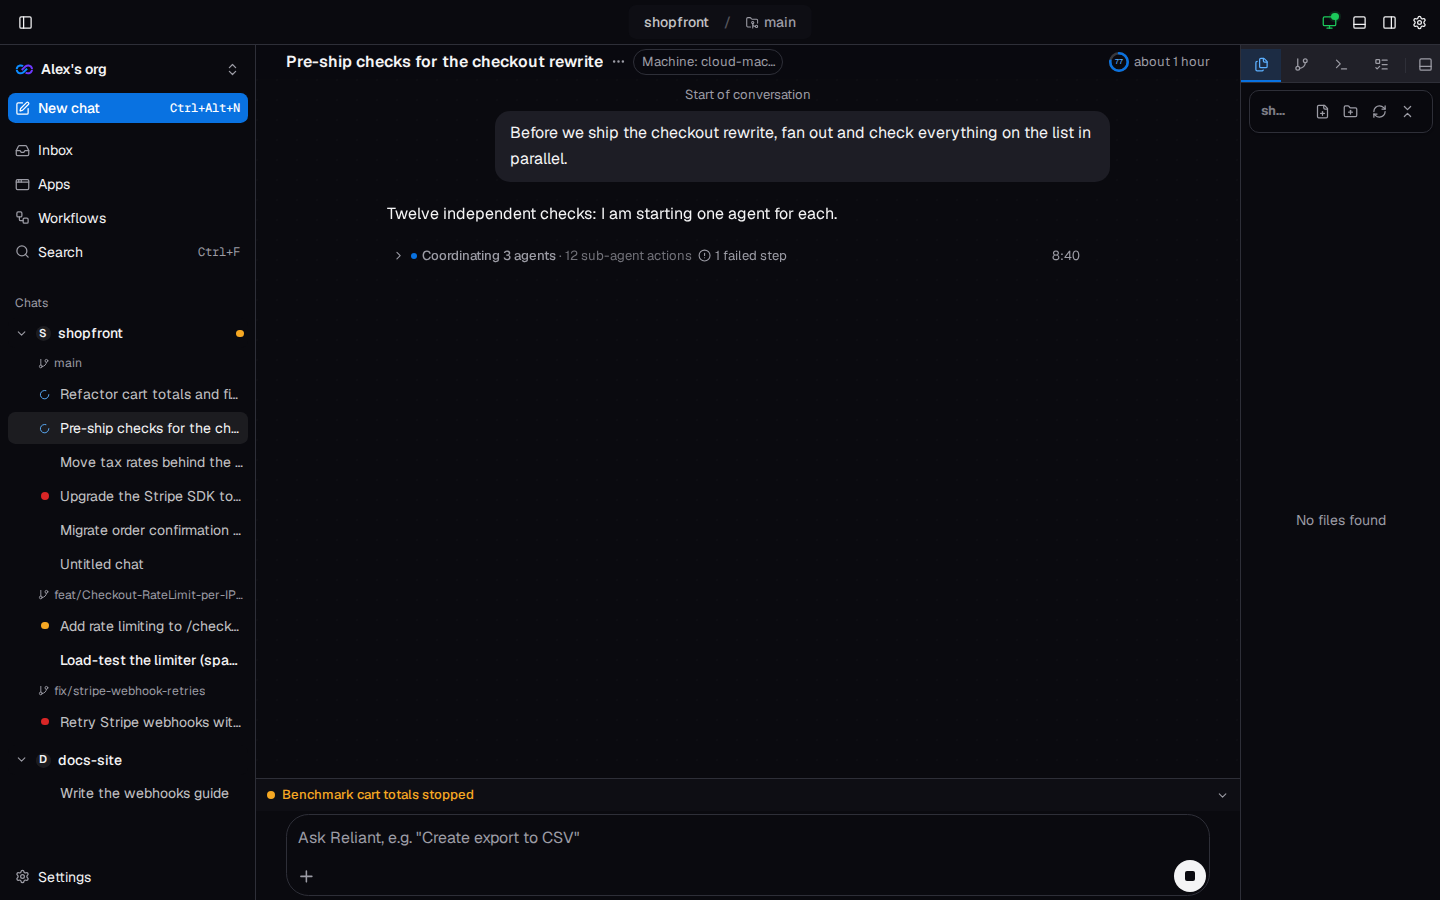 shopfront / main
Alex's org
New chat Ctrl+Alt+N
Inbox
Apps
Workflows
Search Ctrl+F
Chats
S shopfront
main
Refactor cart totals and fi...
Pre-ship checks for the ch...
Move tax rates behind the ...
Upgrade the Stripe SDK to...
Migrate order confirmation ...
Untitled chat
feat/Checkout-RateLimit-per-IP...
Add rate limiting to /check...
Load-test the limiter (spa...
fix/stripe-webhook-retries
Retry Stripe webhooks wit...
D docs-site
Write the webhooks guide
Settings
Pre-ship checks for the checkout rewrite ··· Machine: cloud-mac...
77 about 1 hour
Start of conversation
Before we ship the checkout rewrite, fan out and check everything on the list in
parallel.
Twelve independent checks: I am starting one agent for each.
Coordinating 3 agents · 12 sub-agent actions 1 failed step 8:40
Benchmark cart totals stopped
Ask Reliant, e.g. "Create export to CSV"
sh...
No files found